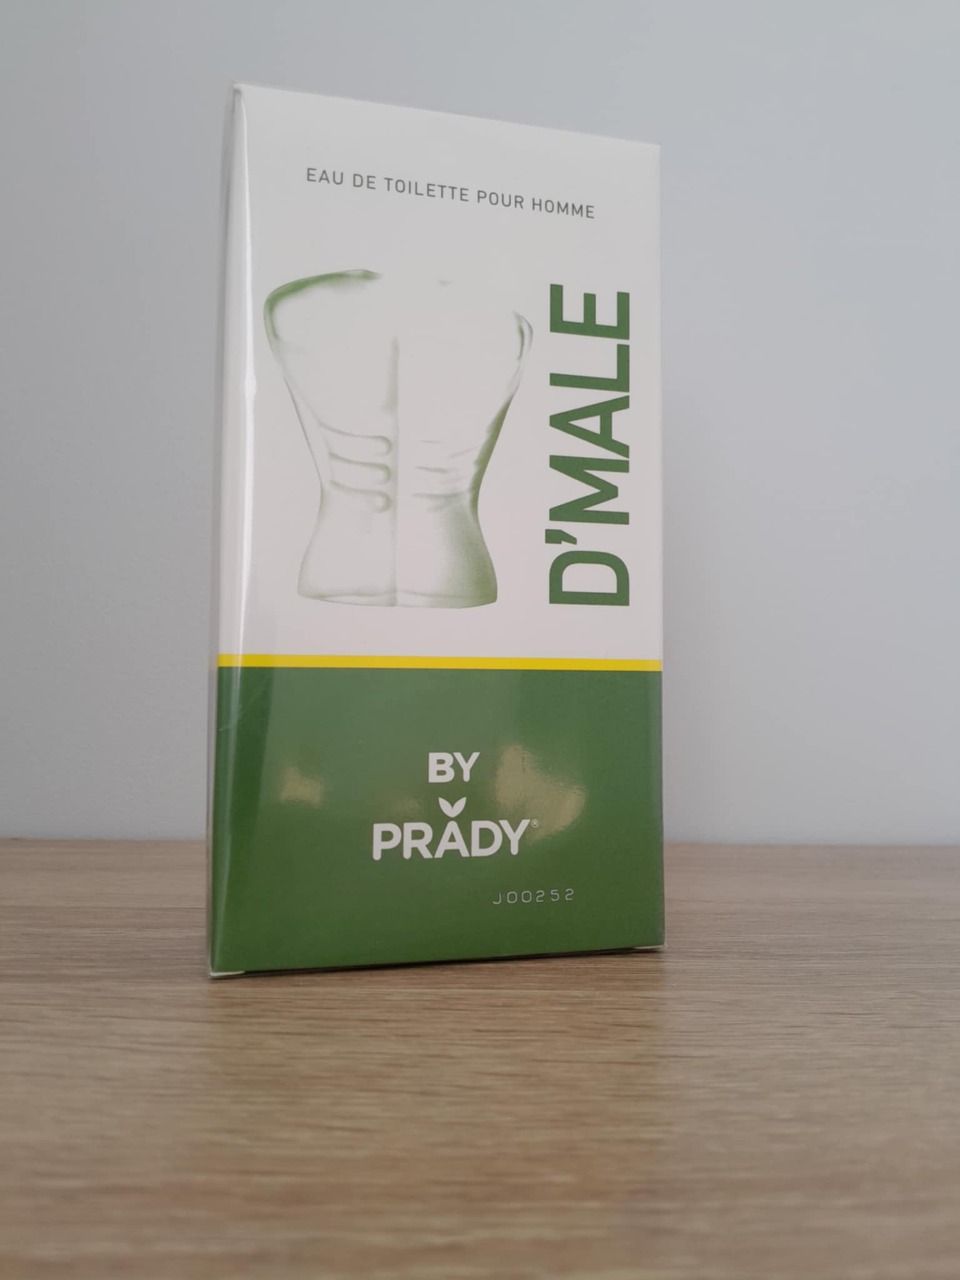 EAU DE TOILETTE POUR HOMME
D'MALE
BY
PRADY®
J00252